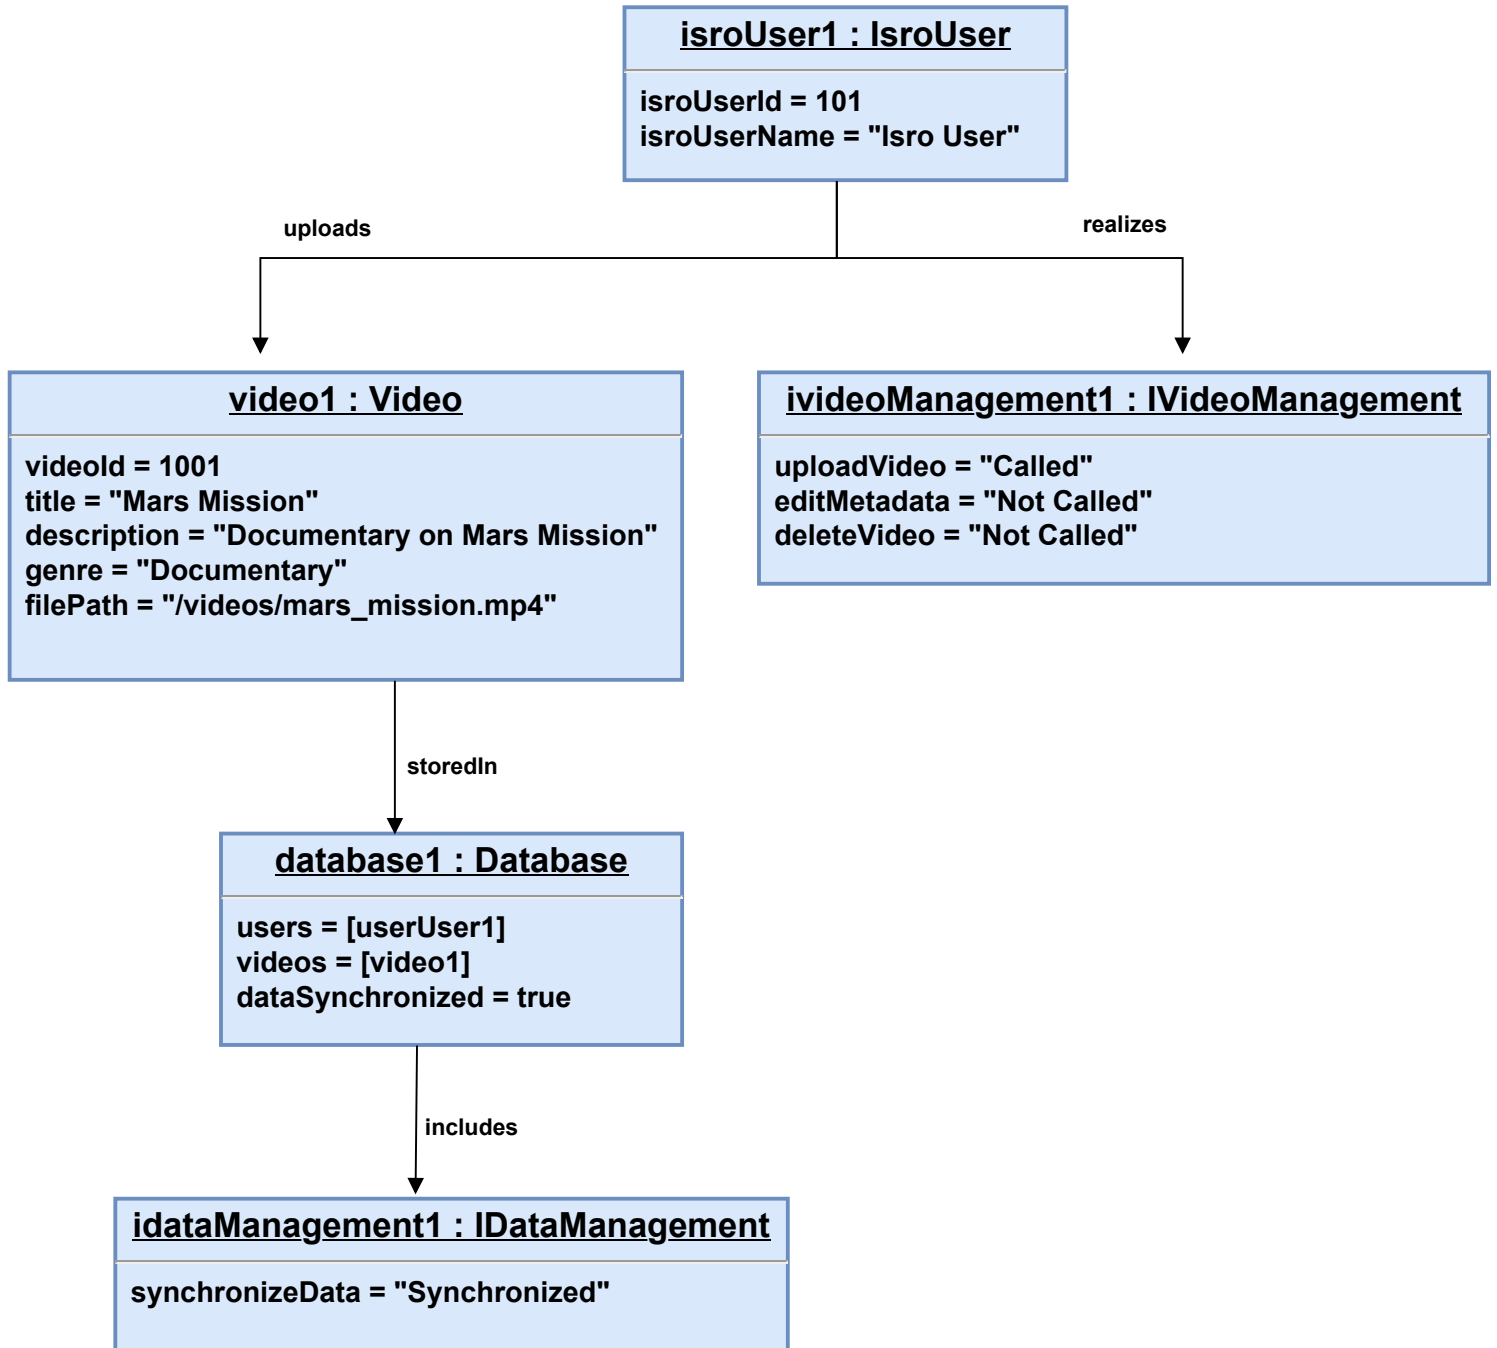 isroUser1 : IsroUser
isroUserId = 101
isroUserName = "Isro User"
uploads
realizes
video1 : Video
videoId = 1001
title = "Mars Mission"
description = "Documentary on Mars Mission"
genre = "Documentary"
filePath = "/videos/mars_mission.mp4"
ivideoManagement1 : IVideoManagement
uploadVideo = "Called"
editMetadata = "Not Called"
deleteVideo = "Not Called"
storedIn
database1 : Database
users = [userUser1]
videos = [video1]
dataSynchronized = true
includes
idataManagement1 : IDataManagement
synchronizeData = "Synchronized"